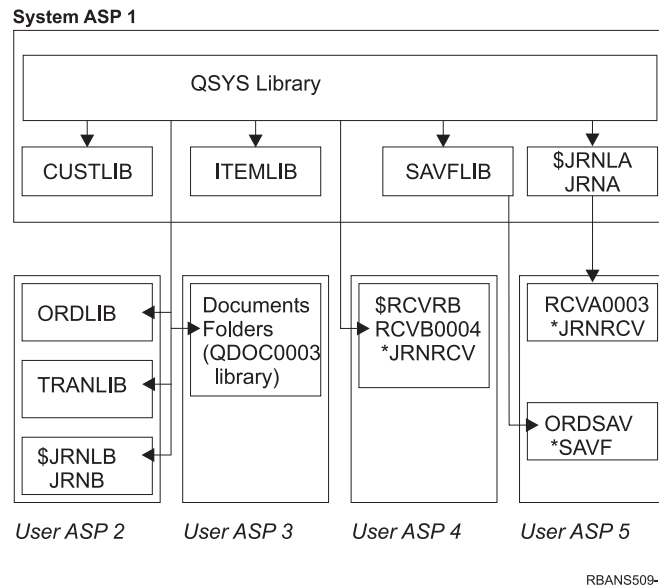 System ASP 1
QSYS Library
CUSTLIB
ITEMLIB
SAVFLIB
$JRNLA
JRNA
ORDLIB
TRANLIB
$JRNLB
JRNB
Documents
Folders
(QDOC0003
library)
$RCVRB
RCVB0004
*JRNRCV
RCVA0003
*JRNRCV
ORDSAV
*SAVF
User ASP 2
User ASP 3
User ASP 4
User ASP 5
RBANS509-